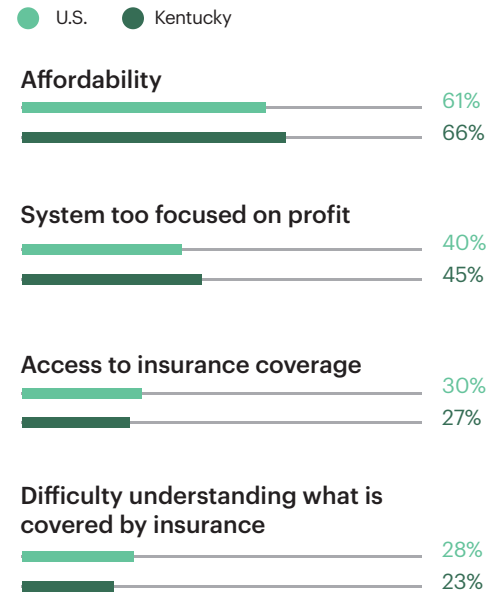 U.S. Kentucky
Affordability
61%
66%
System too focused on profit
40%
45%
Access to insurance coverage
30%
27%
Difficulty understanding what is
covered by insurance
28%
23%